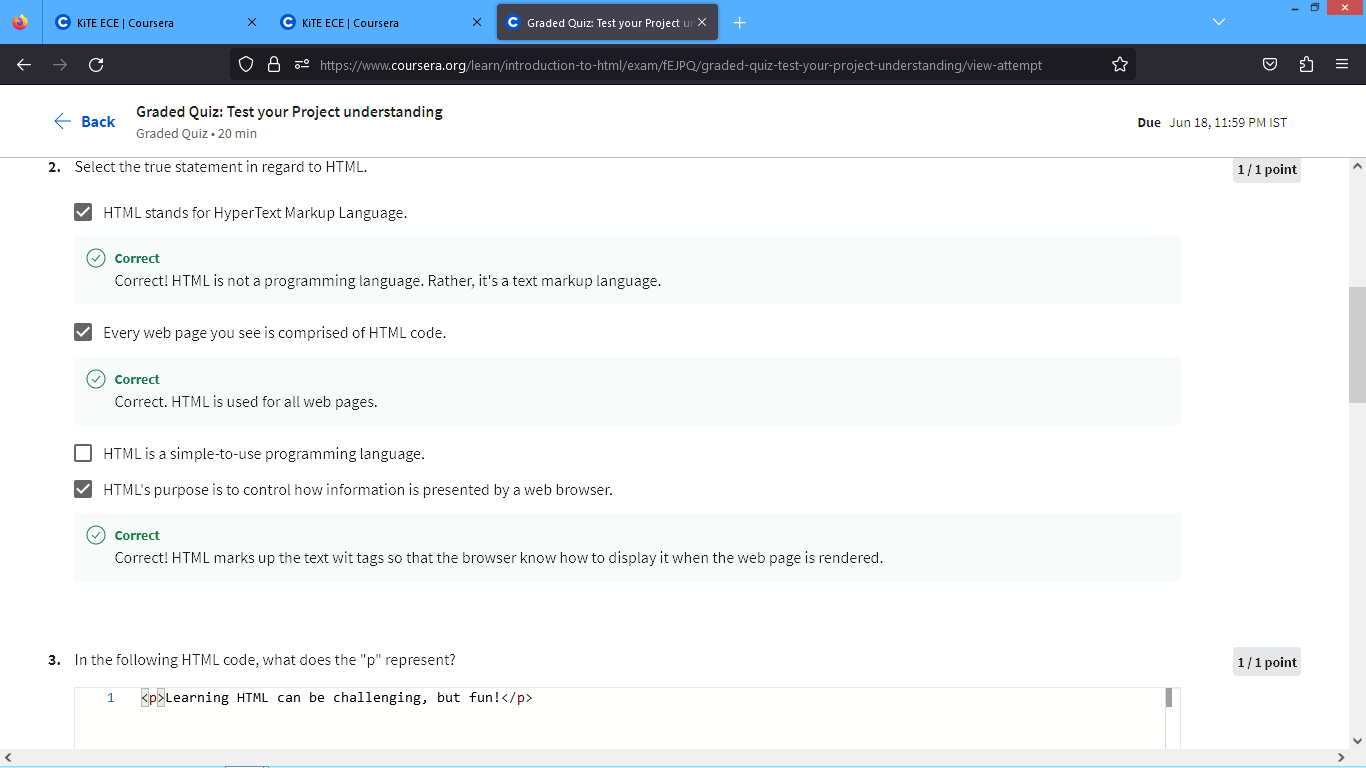 KiTE ECE | Coursera
KiTE ECE | Coursera
Graded Quiz: Test your Project
https://www.coursera.org/learn/introduction-to-html/exam/fEJPQ/graded-quiz-test-your-project-understanding/view-attempt
Back
Graded Quiz: Test your Project understanding
Graded Quiz • 20 min
Due Jun 18, 11:59 PM IST
2. Select the true statement in regard to HTML.
1 / 1 point
HTML stands for HyperText Markup Language.
Correct
Correct! HTML is not a programming language. Rather, it's a text markup language.
Every web page you see is comprised of HTML code.
Correct
Correct. HTML is used for all web pages.
HTML is a simple-to-use programming language.
HTML's purpose is to control how information is presented by a web browser.
Correct
Correct! HTML marks up the text wit tags so that the browser know how to display it when the web page is rendered.
3. In the following HTML code, what does the "p" represent?
1 / 1 point
1 <p>Learning HTML can be challenging, but fun!</p>